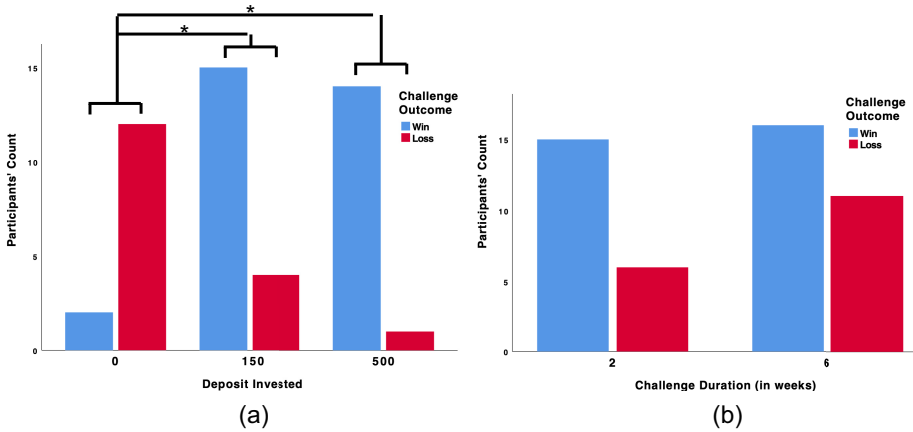 *
*
15
10
5
0
Participants' Count
Challenge
Outcome
Win
Loss
0 150 500
Deposit Invested
(a)
15
10
5
0
Participants' Count
Challenge
Outcome
Win
Loss
2 6
Challenge Duration (in weeks)
(b)